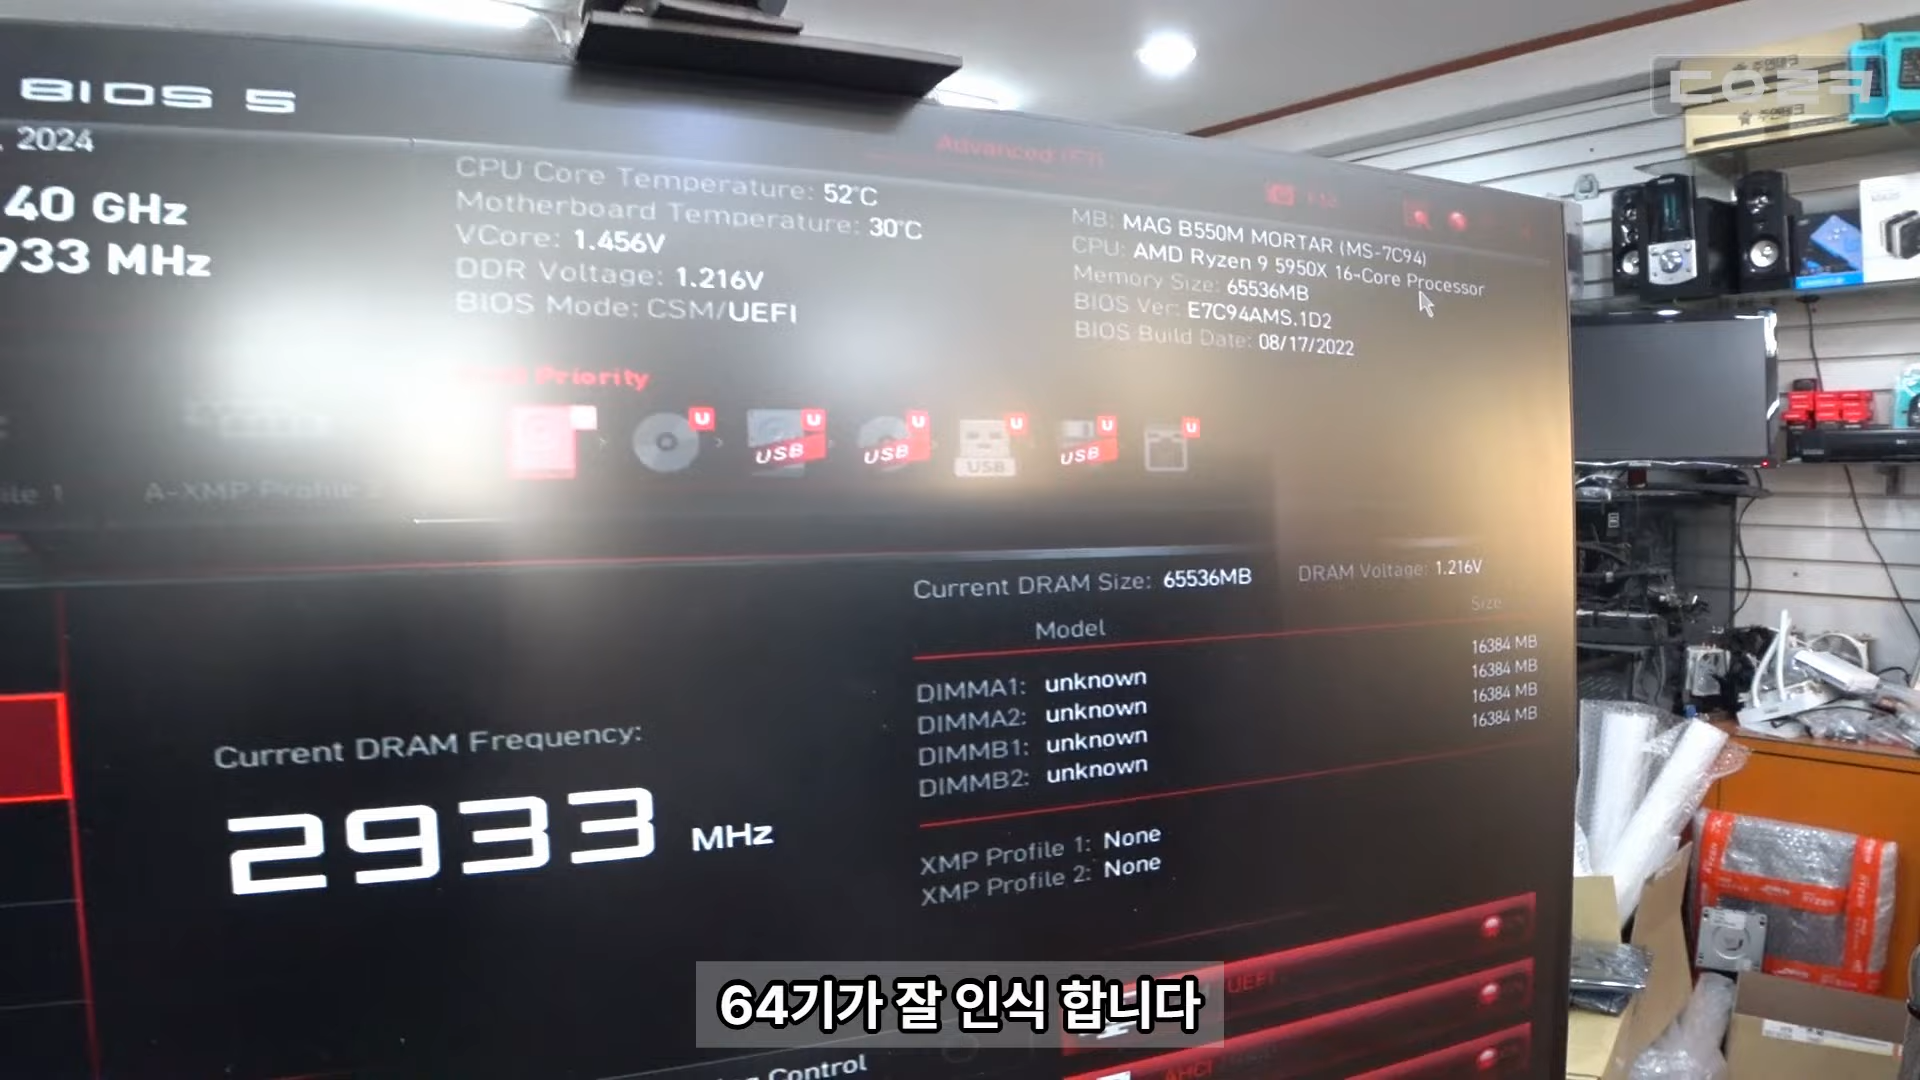 BIOS 5
, 2024
40 GHz
933 MHz
CPU Core Temperature: 52°C
Motherboard Temperature: 30°C
VCore: 1.456V
DDR Voltage: 1.216V
BIOS Mode: CSM/UEFI
Advanced (F7)
F12
MB: MAG B550M MORTAR (MS-7C94)
CPU: AMD Ryzen 9 5950X 16-Core Processor
Memory Size: 65536MB
BIOS Ver: E7C94AMS.1D2
BIOS Build Date: 08/17/2022
Priority
U
U
USB
U
USB
U
USB
U
USB
U
ile 1
A-XMP Profile 2
Current DRAM Size: 65536MB
DRAM Voltage: 1.216V
Model
Size
DIMMA1: unknown
16384 MB
DIMMA2: unknown
16384 MB
DIMMB1: unknown
16384 MB
DIMMB2: unknown
16384 MB
Current DRAM Frequency:
2933 MHz
XMP Profile 1: None
XMP Profile 2: None
UEFI
AHCI
Control
64기가 잘 인식 합니다
ㄷㅇㄹㅋ